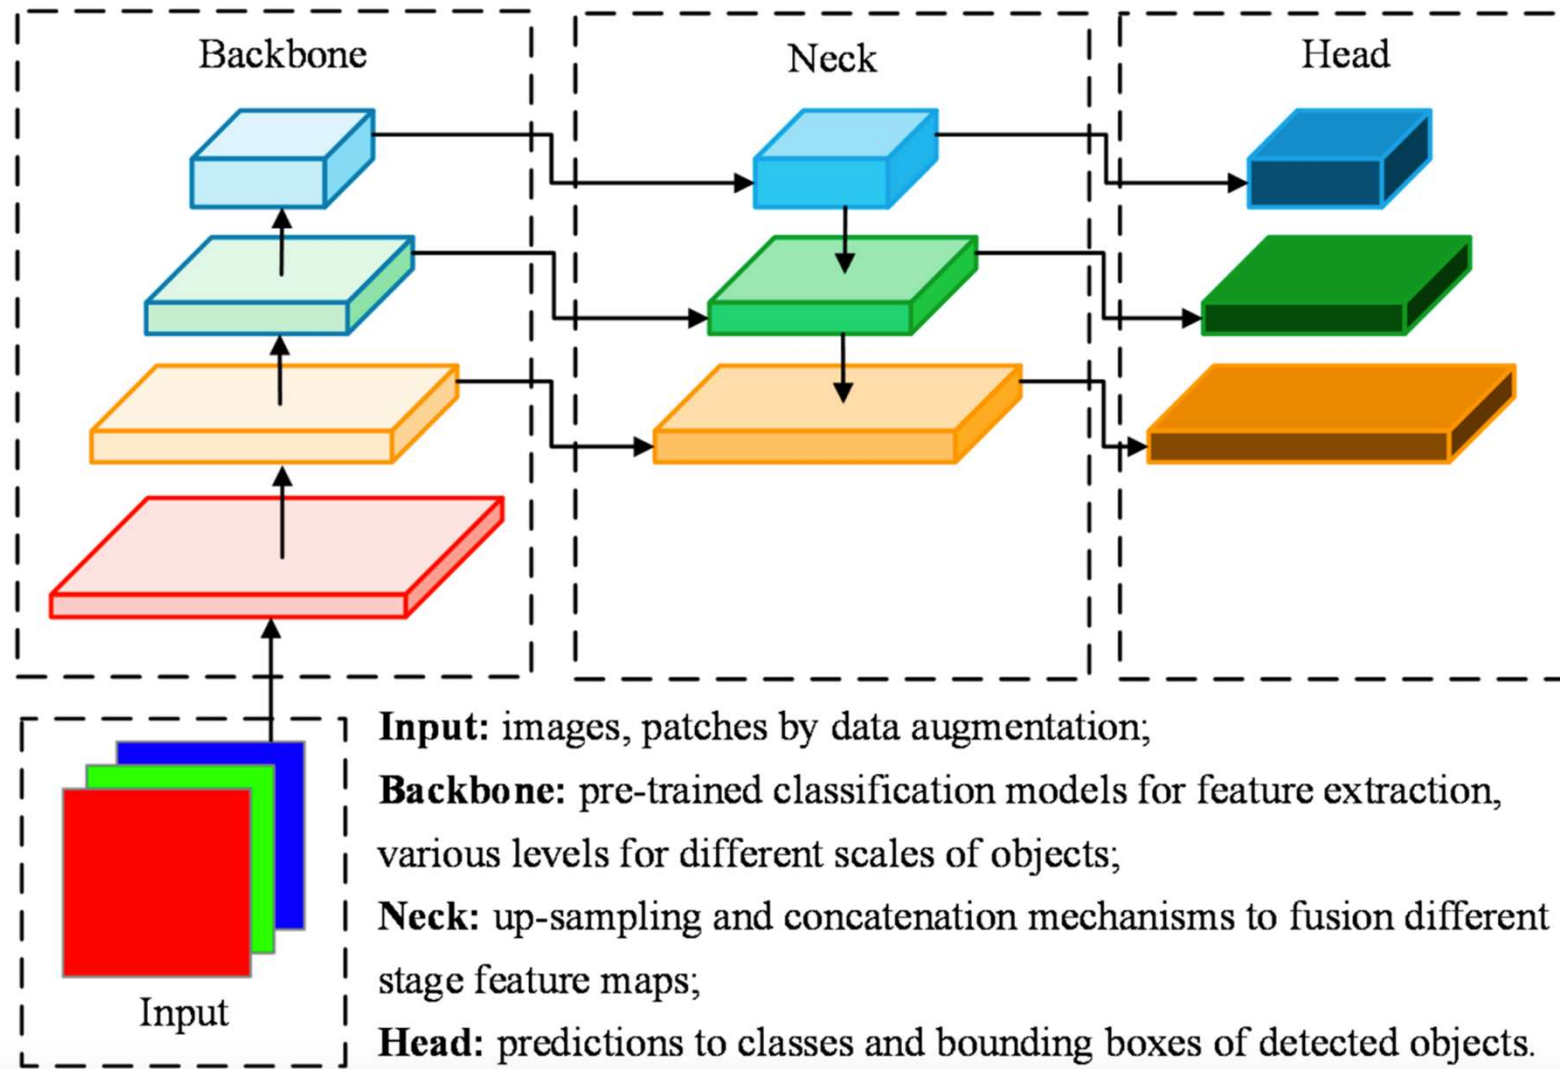 Backbone
Neck
Head
Input: images, patches by data augmentation;
Backbone: pre-trained classification models for feature extraction,
various levels for different scales of objects;
Neck: up-sampling and concatenation mechanisms to fusion different
stage feature maps;
Head: predictions to classes and bounding boxes of detected objects.
Input